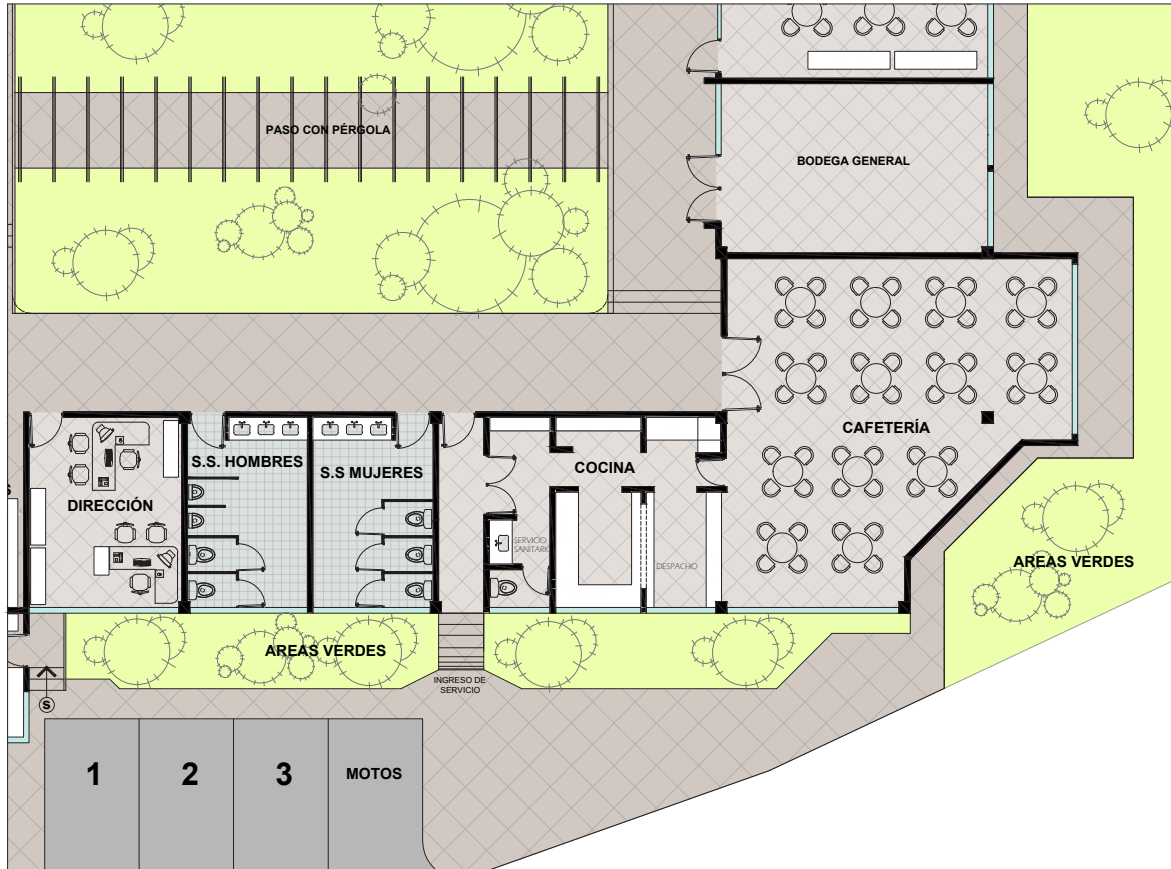 PASO CON PÉRGOLA
BODEGA GENERAL
CAFETERÍA
S.S. HOMBRES
S.S MUJERES
COCINA
DIRECCIÓN
SERVICIO
SANITARIO
DESPACHO
AREAS VERDES
AREAS VERDES
INGRESO DE
SERVICIO
S
1
2
3
MOTOS